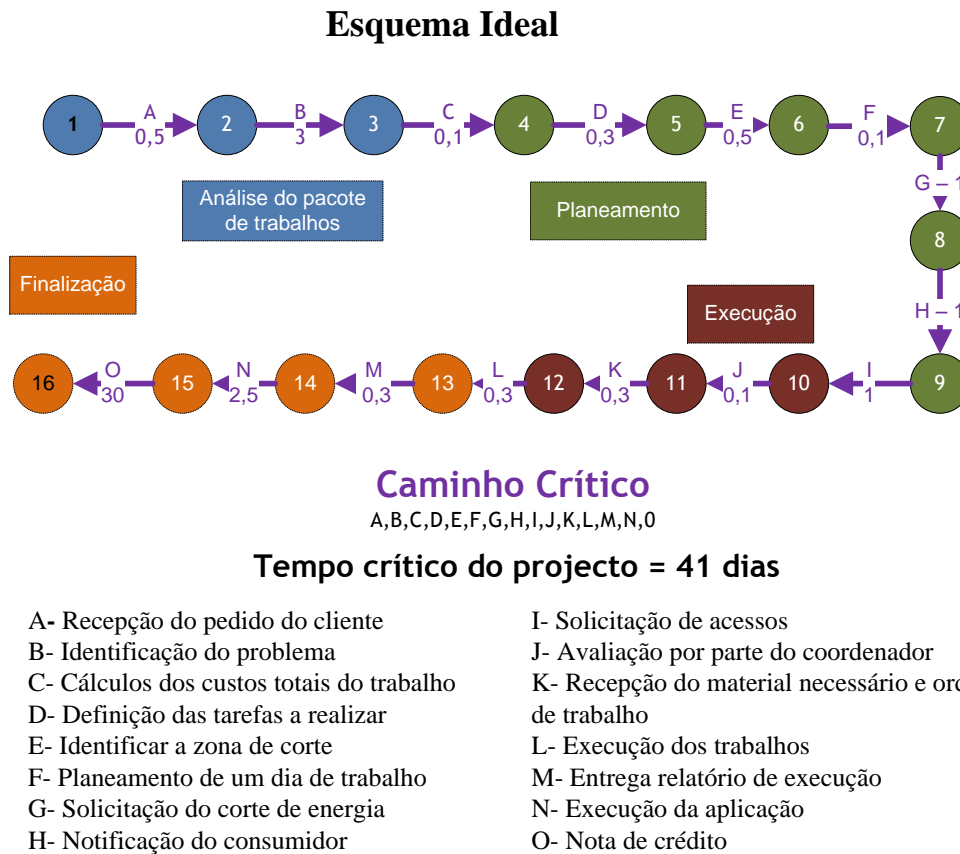 Esquema Ideal
1 A 0,5 2 B 3 3 C 0,1 4 D 0,3 5 E 0,5 6 F 0,1 7
G – 1
Análise do pacote de trabalhos
Planeamento
8
Finalização
Execução
H – 1
16 O 30 15 N 2,5 14 M 0,3 13 L 0,3 12 K 0,3 11 J 0,1 10 I 1 9
Caminho Crítico
A,B,C,D,E,F,G,H,I,J,K,L,M,N,0
Tempo crítico do projecto = 41 dias
A- Recepção do pedido do cliente
B- Identificação do problema
C- Cálculos dos custos totais do trabalho
D- Definição das tarefas a realizar
E- Identificar a zona de corte
F- Planeamento de um dia de trabalho
G- Solicitação do corte de energia
H- Notificação do consumidor
I- Solicitação de acessos
J- Avaliação por parte do coordenador
K- Recepção do material necessário e
de trabalho
L- Execução dos trabalhos
M- Entrega relatório de execução
N- Execução da aplicação
O- Nota de crédito